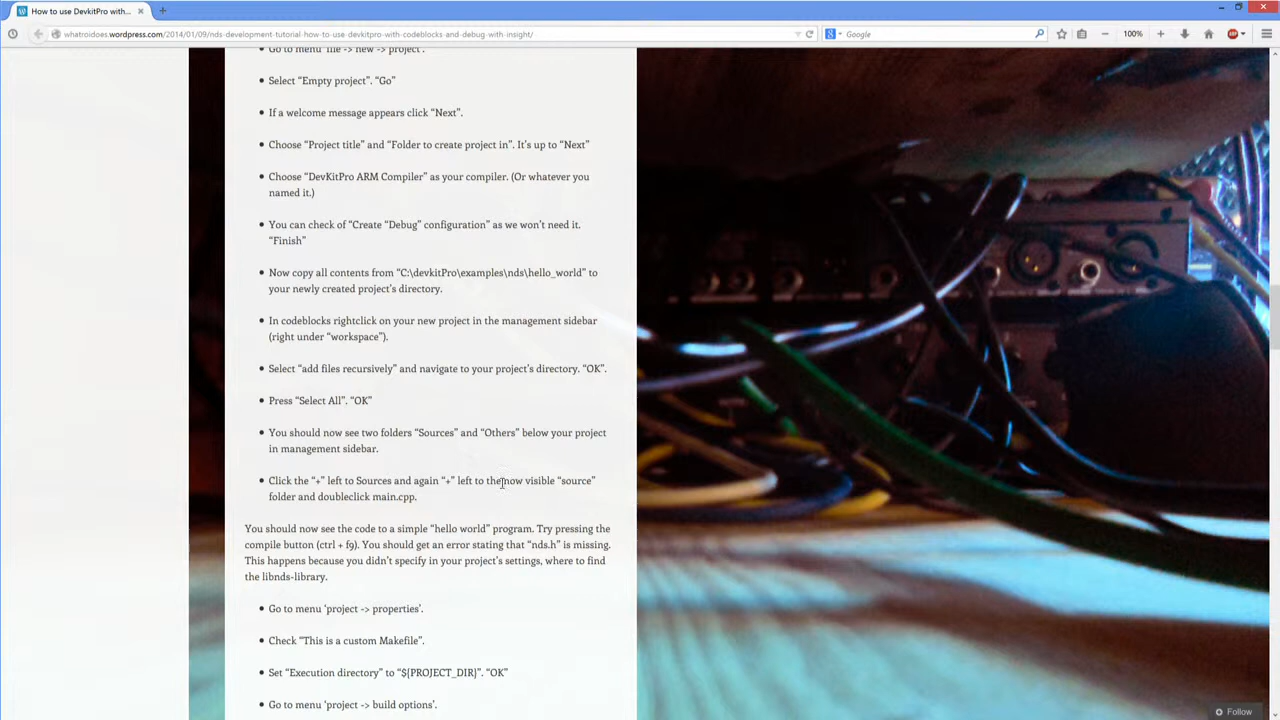 How to use DevkitPro with...
whatroidoes.wordpress.com/2014/01/09/nds-development-tutorial-how-to-use-devkitpro-with-codeblocks-and-debug-with-insight/
Google
100%
Go to menu 'file -> new -> project'.
Select “Empty project”. “Go”
If a welcome message appears click “Next”.
Choose “Project title” and “Folder to create project in”. It's up to “Next”
Choose “DevKitPro ARM Compiler” as your compiler. (Or whatever you
named it.)
You can check of “Create “Debug” configuration” as we won't need it.
“Finish”
Now copy all contents from “C:\devkitPro\examples\nds\hello_world” to
your newly created project's directory.
In codeblocks rightclick on your new project in the management sidebar
(right under “workspace”).
Select “add files recursively” and navigate to your project's directory. “OK”.
Press “Select All”. “OK”
You should now see two folders “Sources” and “Others” below your project
in management sidebar.
Click the “+” left to Sources and again “+” left to the now visible “source”
folder and doubleclick main.cpp.
You should now see the code to a simple “hello world” program. Try pressing the
compile button (ctrl + f9). You should get an error stating that “nds.h” is missing.
This happens because you didn't specify in your project's settings, where to find
the libnds-library.
Go to menu 'project -> properties'.
Check “This is a custom Makefile”.
Set “Execution directory” to “${PROJECT_DIR}”. “OK”
Go to menu 'project -> build options'.
Follow